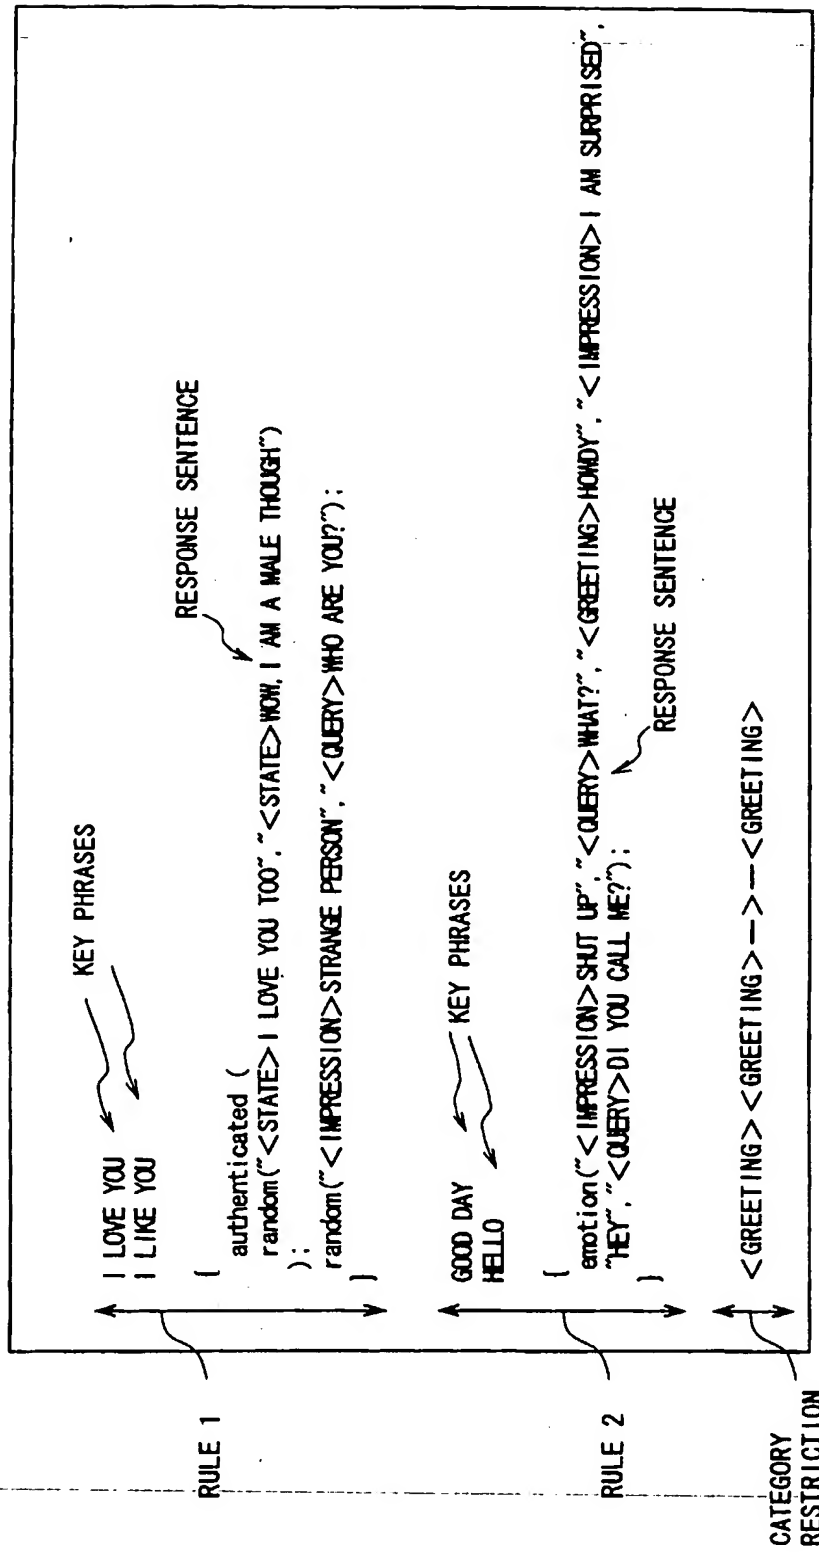 KEY PHRASES
I LOVE YOU
I LIKE YOU
{
authenticated (
random("<STATE>I LOVE YOU TOO", "<STATE>WOW, I AM A MALE THOUGH")
);
random("<IMPRESSION>STRANGE PERSON", "<QUERY>WHO ARE YOU?");
}
RESPONSE SENTENCE
RULE 1
KEY PHRASES
GOOD DAY
HELLO
{
emotion("<IMPRESSION>SHUT UP", "<QUERY>WHAT?", "<GREETING>HOWDY", "<IMPRESSION>I AM SURPRISED",
"HEY", "<QUERY>DI YOU CALL ME?");
}
RESPONSE SENTENCE
RULE 2
<GREETING><GREETING>—>—<GREETING>
CATEGORY
RESTRICTION